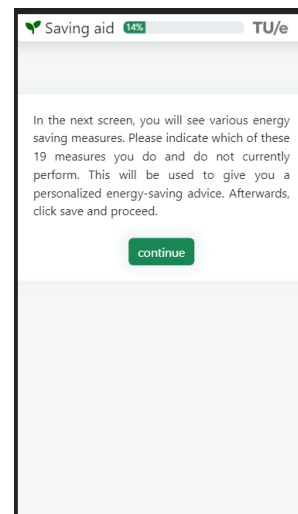 Saving aid 14% TU/e
In the next screen, you will see various energy
saving measures. Please indicate which of these
19 measures you do and do not currently
perform. This will be used to give you a
personalized energy-saving advice. Afterwards,
click save and proceed.
continue